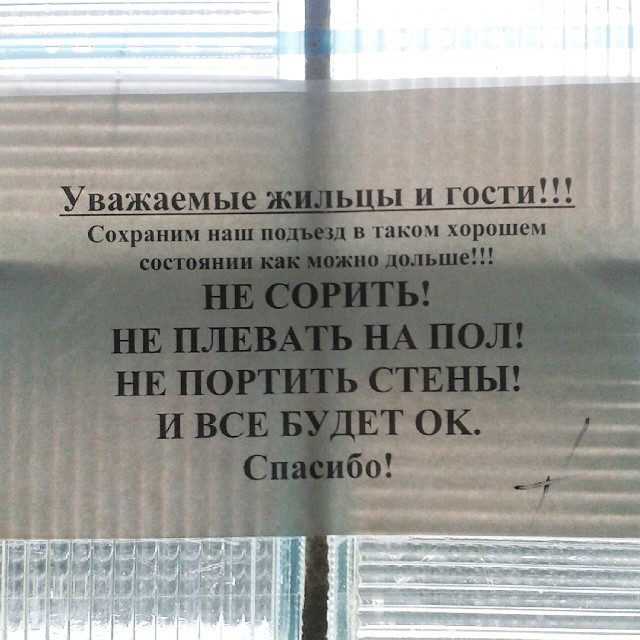 Уважаемые жильцы и гости!!!
Сохраним наш подъезд в таком хорошем
состоянии как можно дольше!!!
НЕ СОРИТЬ!
НЕ ПЛЕВАТЬ НА ПОЛ!
НЕ ПОРТИТЬ СТЕНЫ!
И ВСЕ БУДЕТ ОК.
Спасибо!